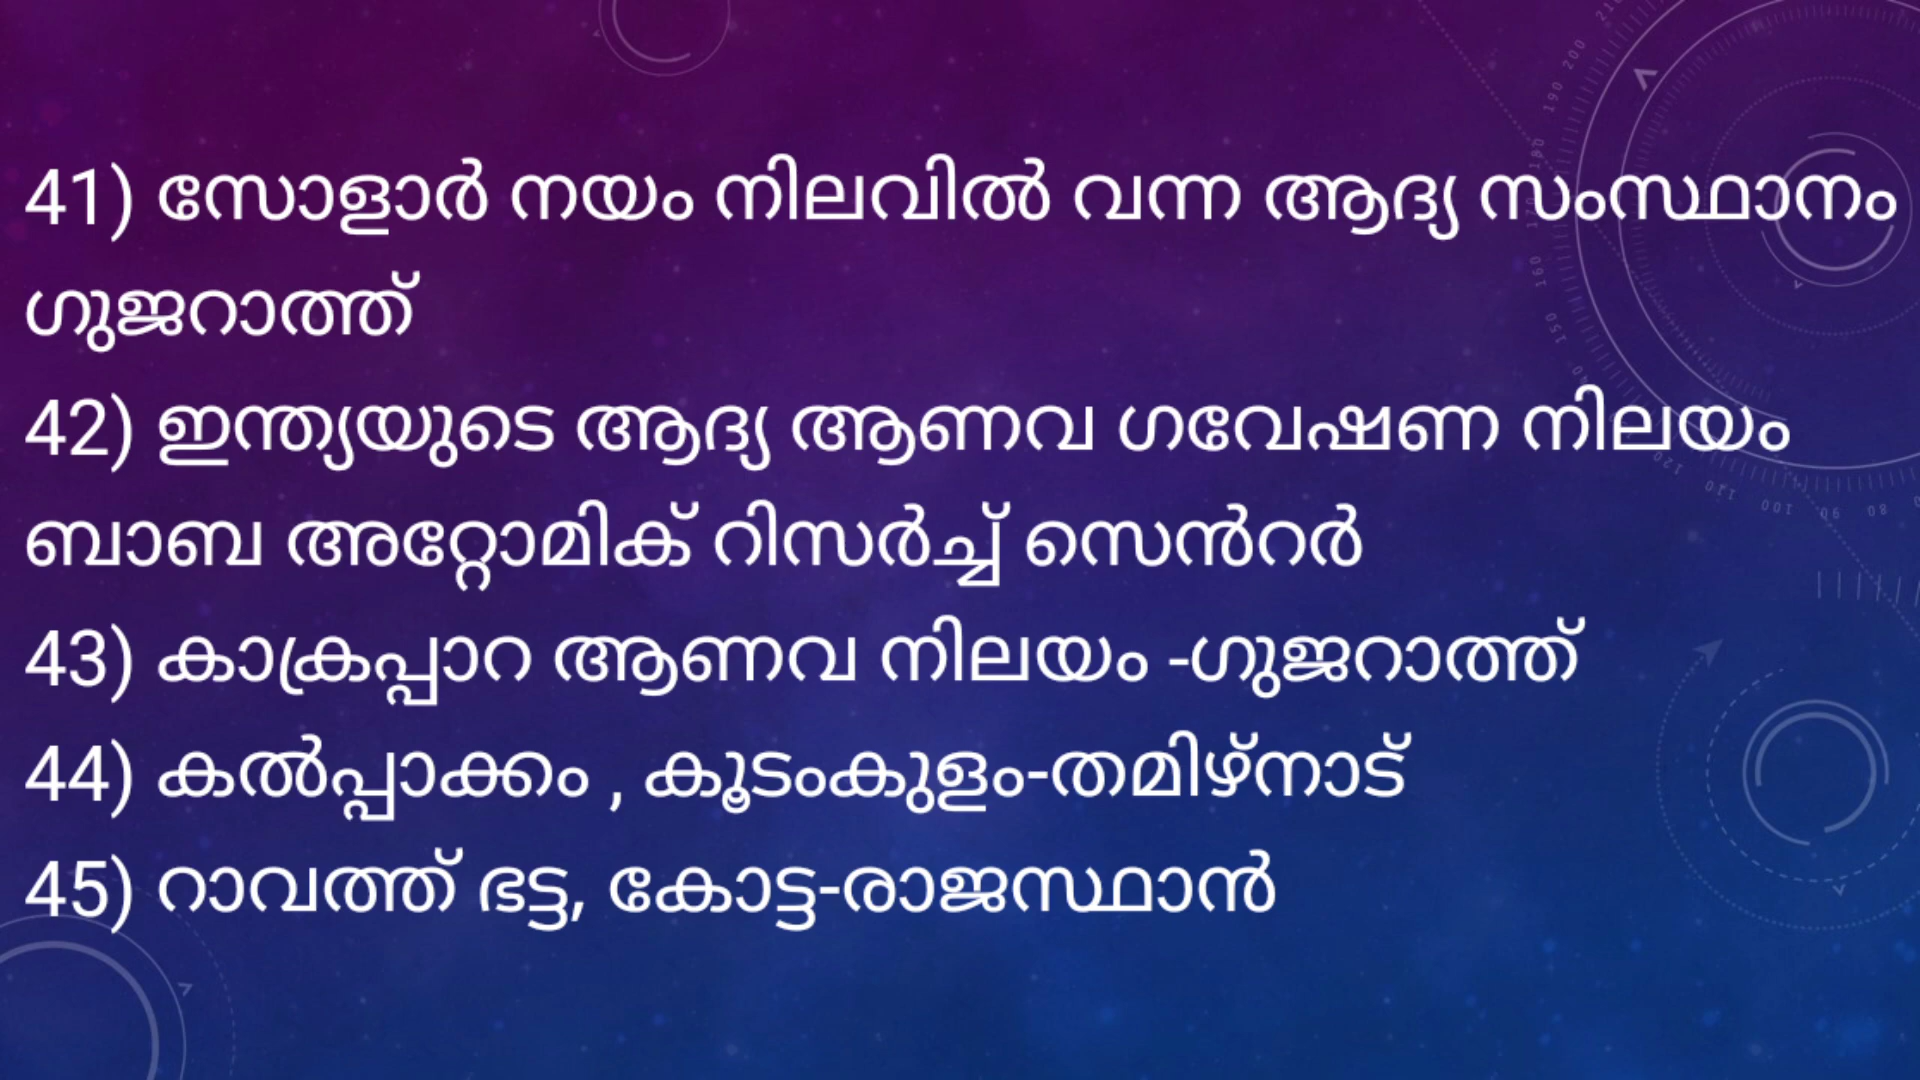 41) സോളാർ നയം നിലവിൽ വന്ന ആദ്യ സംസ്ഥാനം
ഗുജറാത്ത്
42) ഇന്ത്യയുടെ ആദ്യ ആണവ ഗവേഷണ നിലയം
ബാബ അറ്റോമിക് റിസർച്ച് സെൻറർ
43) കാക്രപ്പാറ ആണവ നിലയം -ഗുജറാത്ത്
44) കൽപ്പാക്കം , കൂടംകുളം-തമിഴ്നാട്
45) റാവത്ത് ഭട്ട, കോട്ട-രാജസ്ഥാൻ